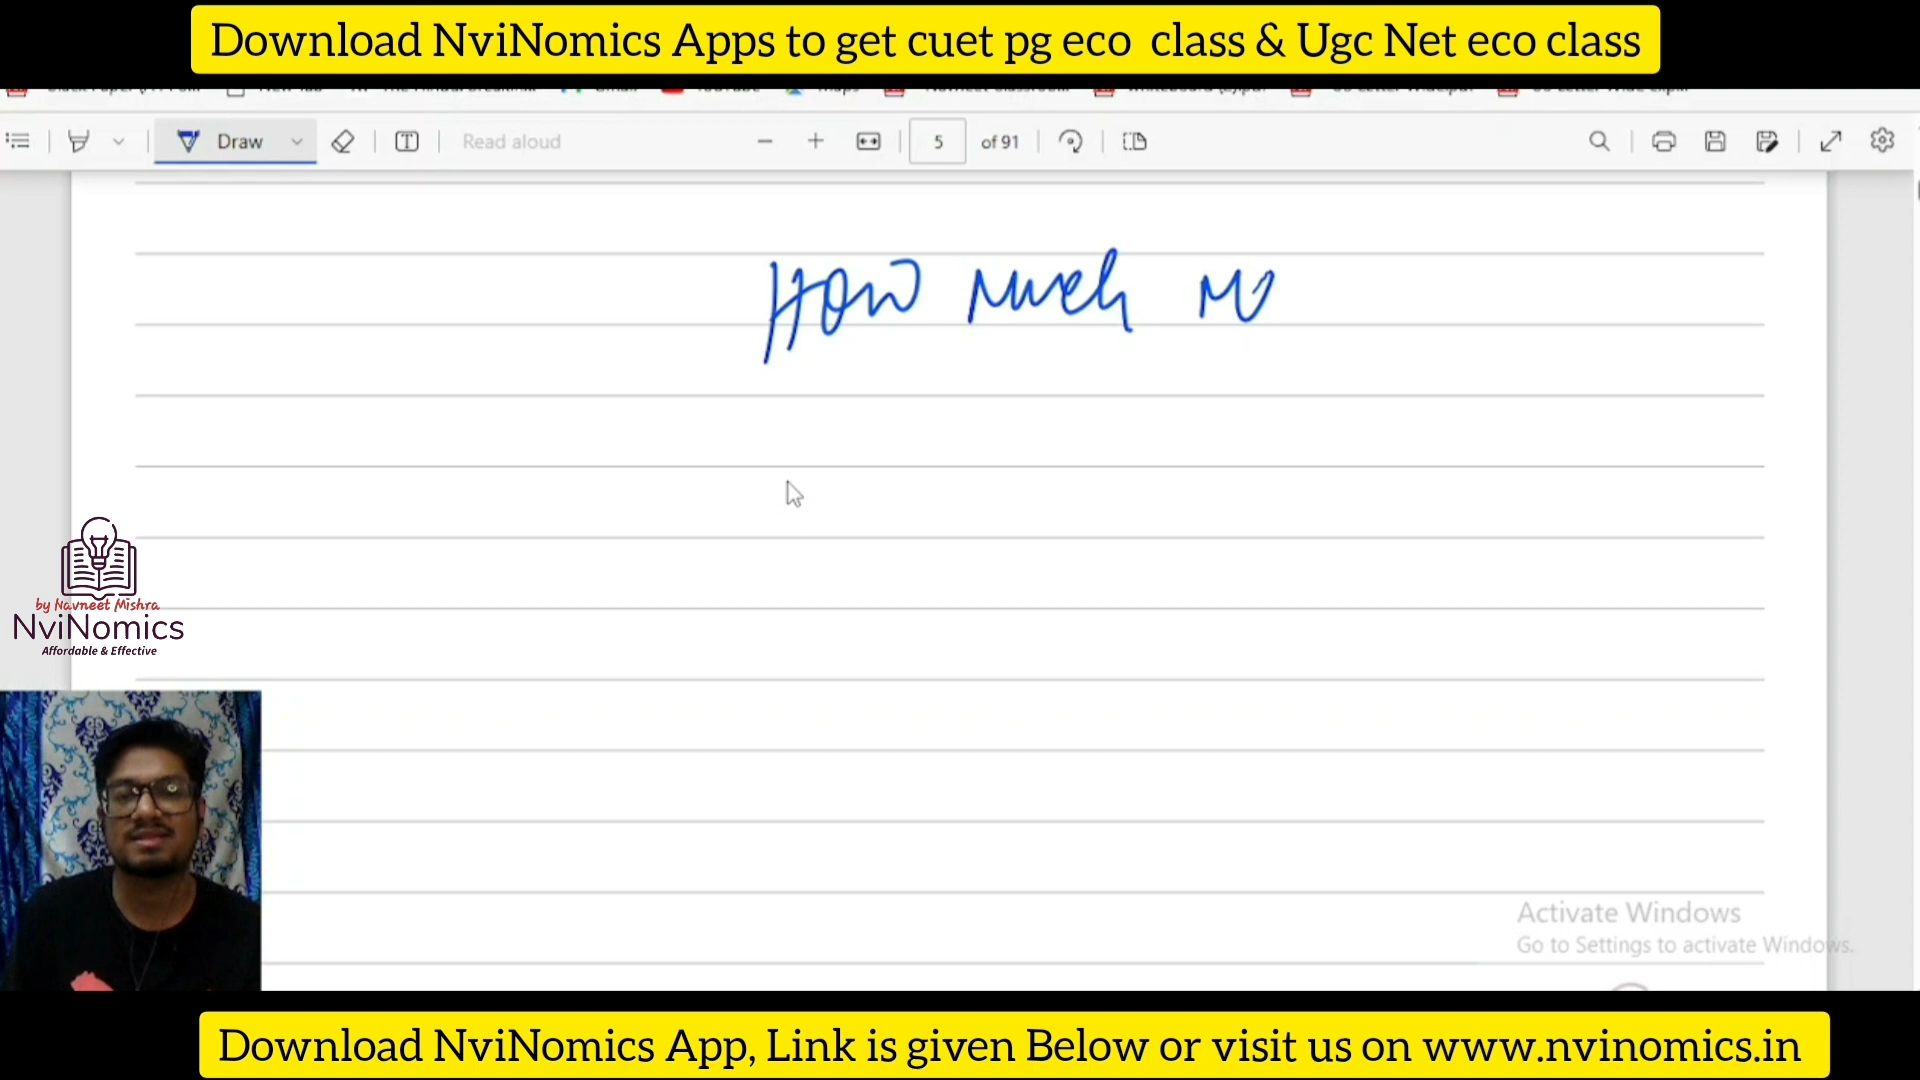 Download NviNomics Apps to get cuet pg eco class & Ugc Net eco class
Draw
Read aloud
5 of 91
How much
by Navneet Mishra
NviNomics
Affordable & Effective
Activate Windows
Go to Settings to activate Windows.
Download NviNomics App, Link is given Below or visit us on www.nvinomics.in